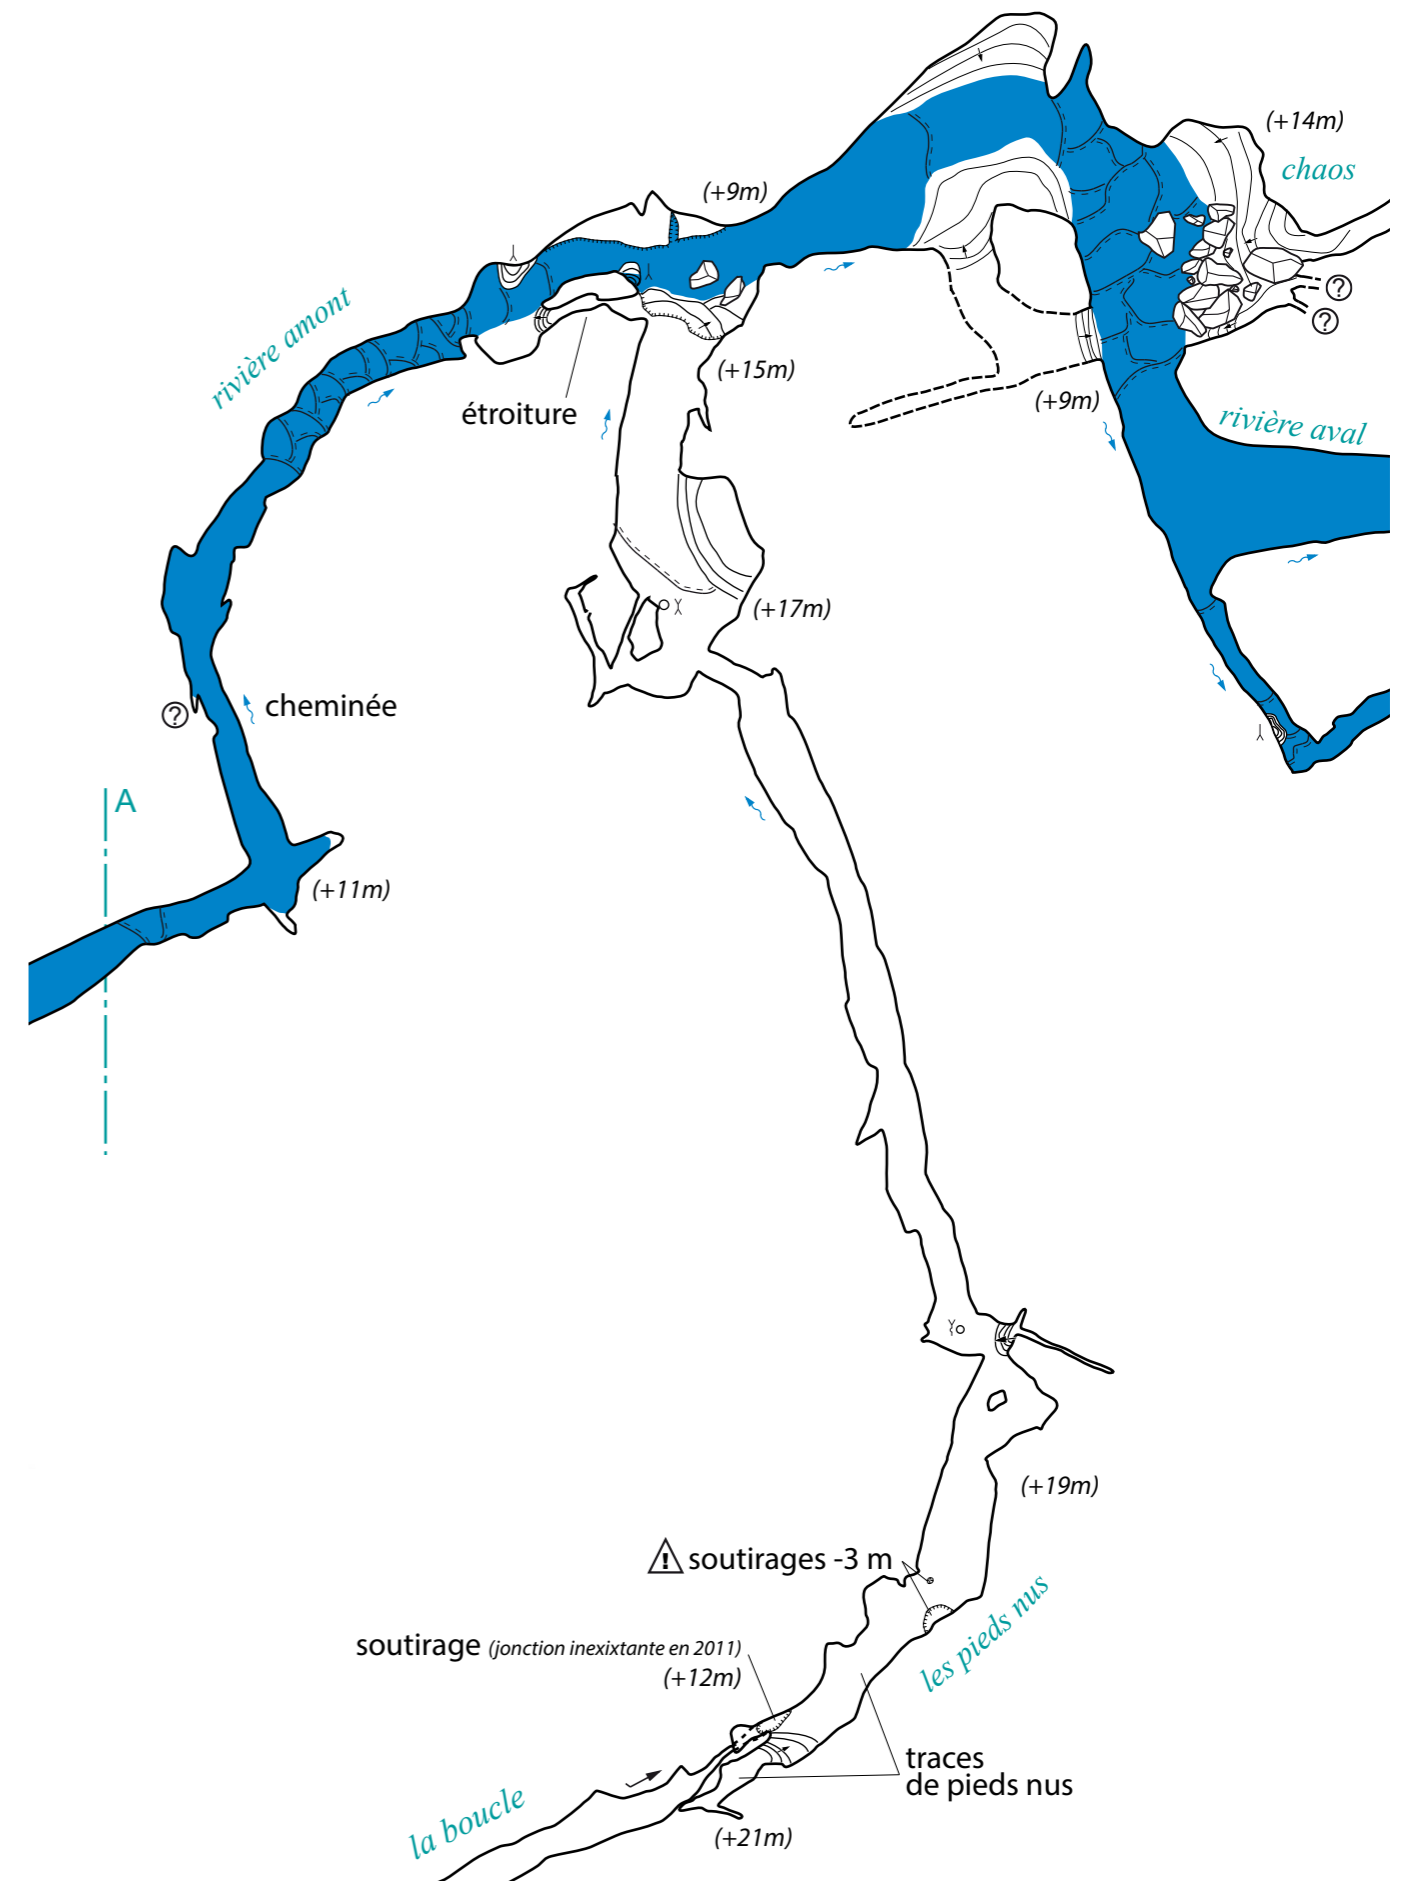 (+14m)
chaos
(+9m)
?
?
rivière amont
(+15m)
(+9m)
étroiture
rivière aval
(+17m)
cheminée
?
A
(+11m)
(+19m)
! soutirages -3 m
les pieds nus
soutirage (jonction inexixtante en 2011)
(+12m)
traces
de pieds nus
la boucle
(+21m)